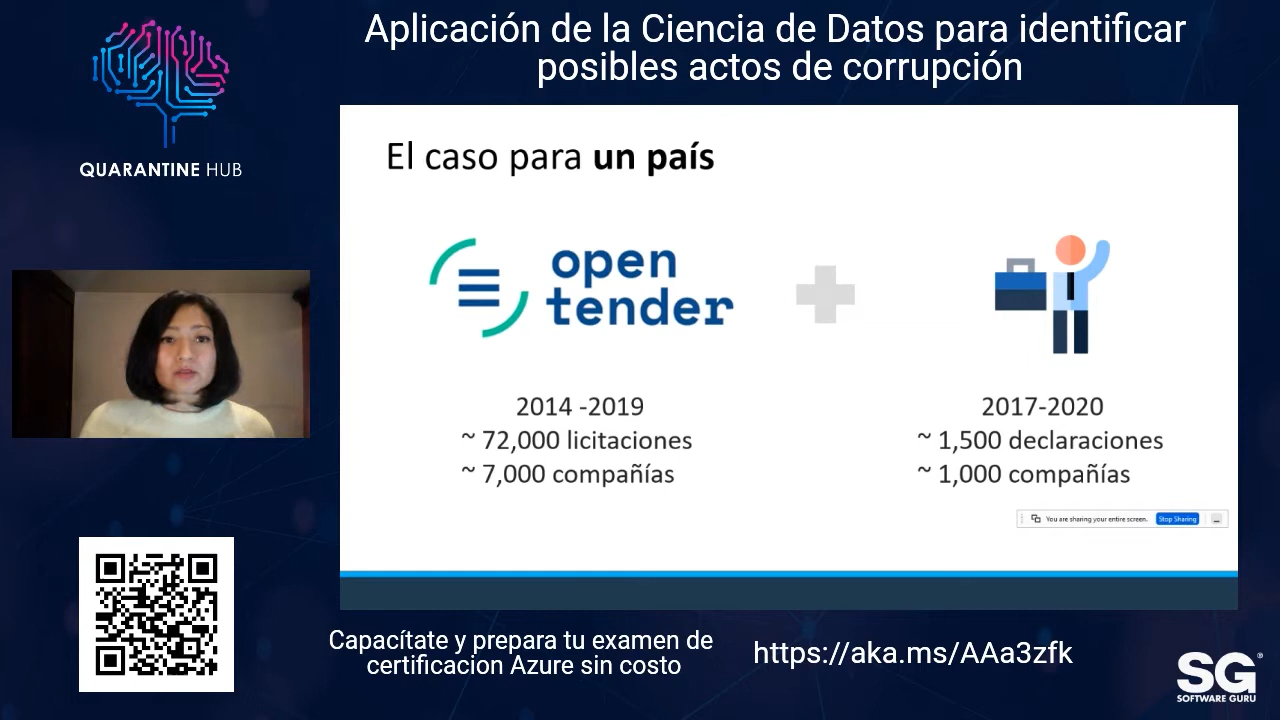 Aplicación de la Ciencia de Datos para identificar
posibles actos de corrupción
QUARANTINE HUB
El caso para un país
open
tender
2014 -2019
~ 72,000 licitaciones
~ 7,000 compañías
2017-2020
~ 1,500 declaraciones
~ 1,000 compañías
You are sharing your entire screen. Stop Sharing
Capacítate y prepara tu examen de
certificacion Azure sin costo
https://aka.ms/AAa3zfk
SG®
SOFTWARE GURU